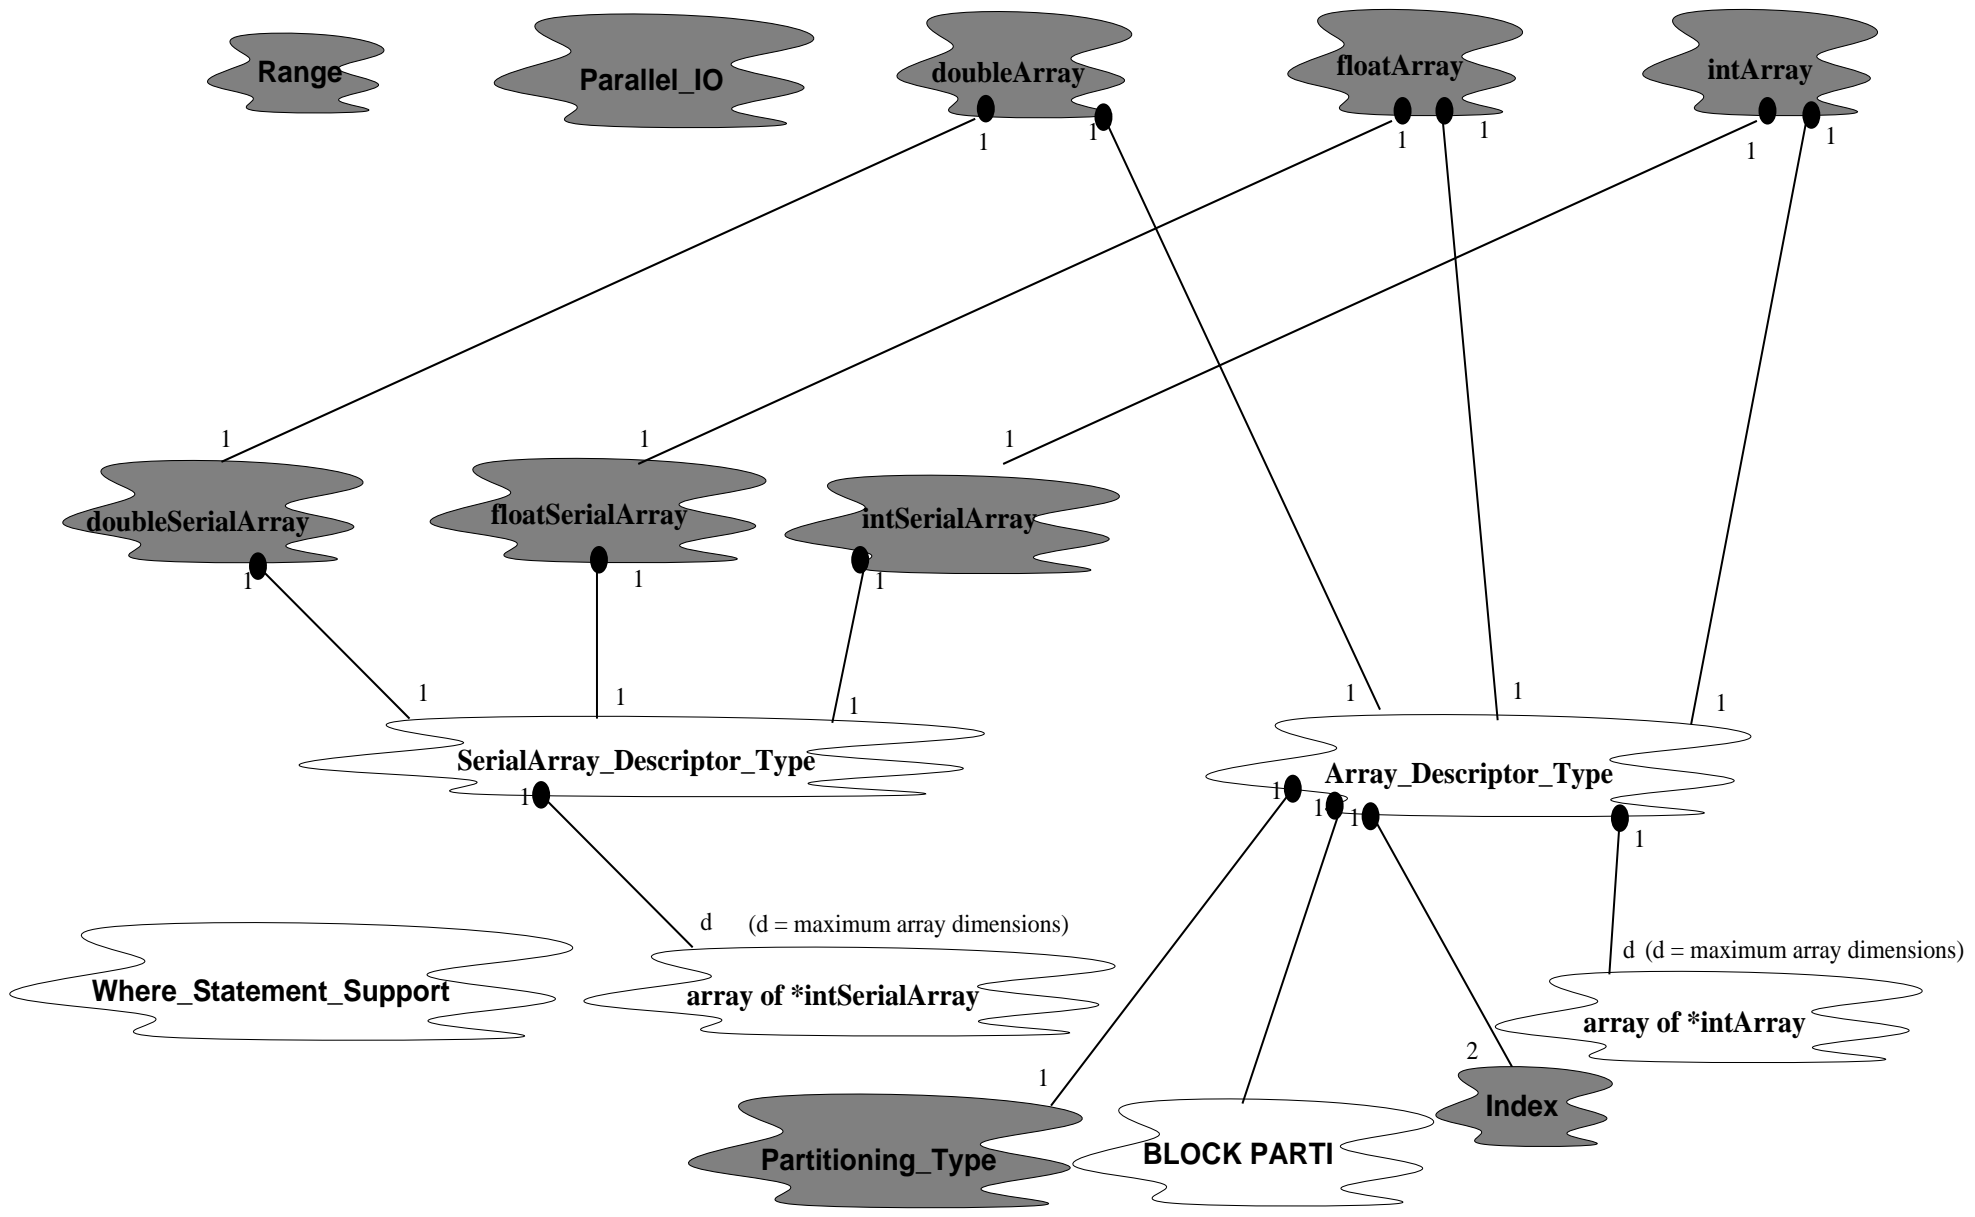 Range
Parallel_IO
doubleArray
floatArray
intArray
1
1
1
1
1
1
1
1
1
doubleSerialArray
floatSerialArray
intSerialArray
1
1
1
1
1
1
1
1
1
SerialArray_Descriptor_Type
Array_Descriptor_Type
1
1
1
1
1
d (d = maximum array dimensions)
d (d = maximum array dimensions)
Where_Statement_Support
array of *intSerialArray
array of *intArray
1
2
Partitioning_Type
BLOCK PARTI
Index